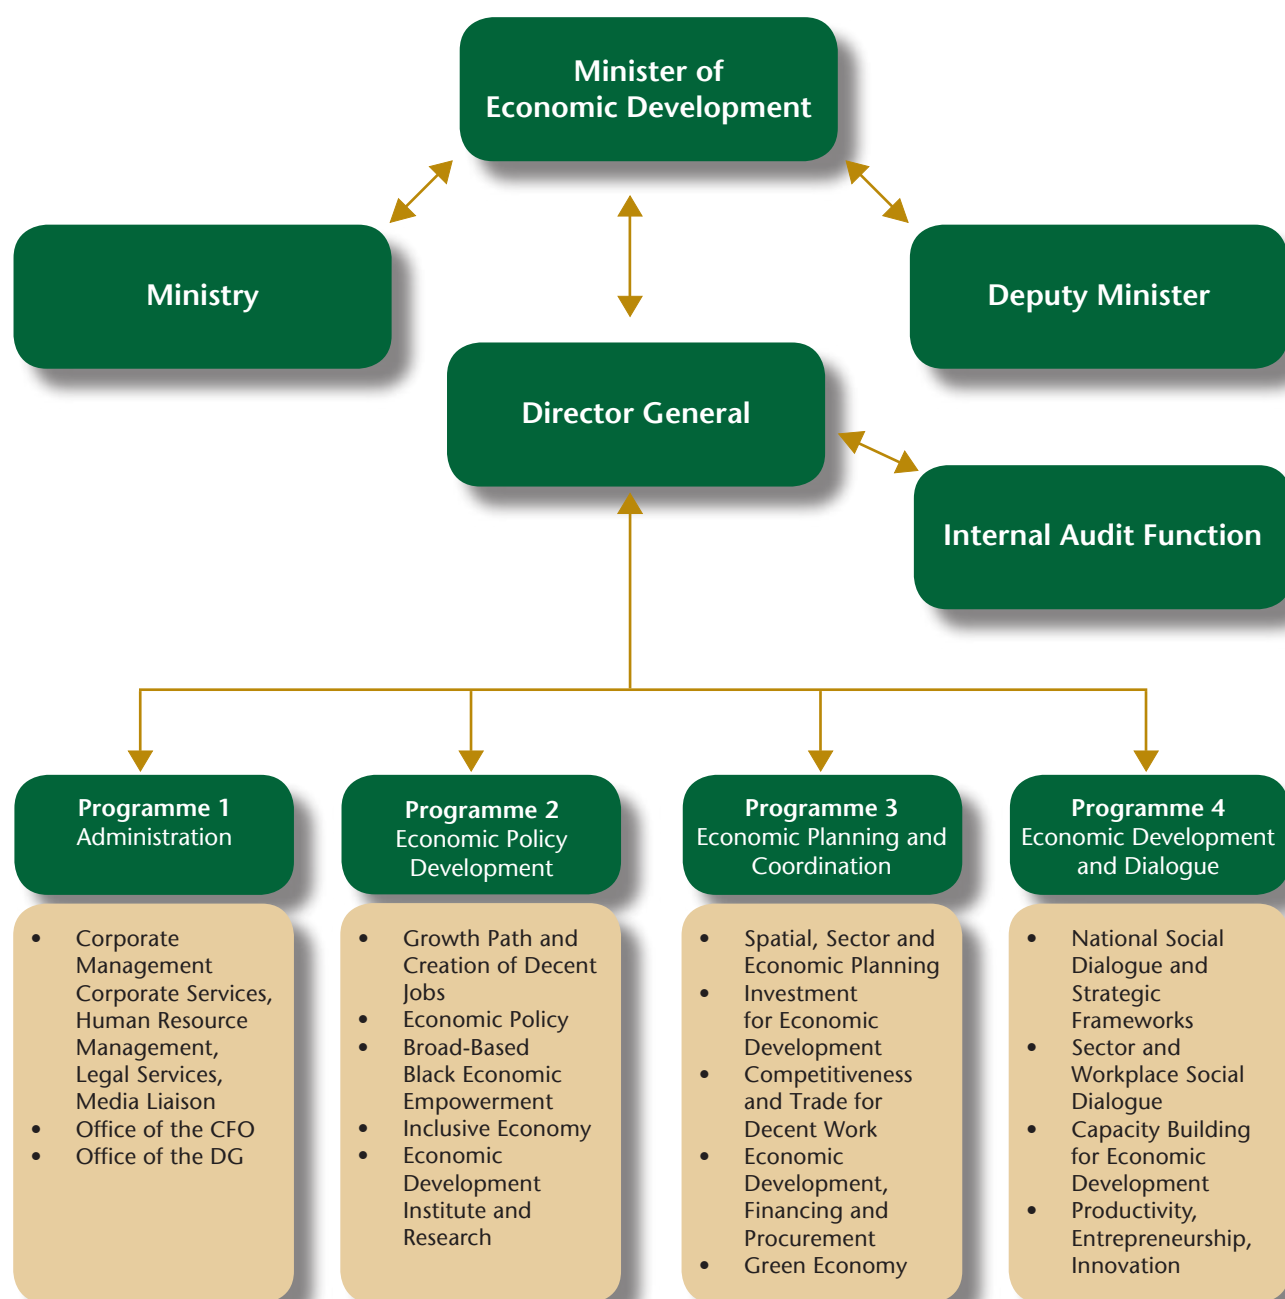 Minister of
Economic Development
Ministry
Deputy Minister
Director General
Internal Audit Function
Programme 1
Administration
• Corporate
Management
Corporate Services,
Human Resource
Management,
Legal Services,
Media Liaison
• Office of the CFO
• Office of the DG
Programme 2
Economic Policy
Development
• Growth Path and
Creation of Decent
Jobs
• Economic Policy
• Broad-Based
Black Economic
Empowerment
• Inclusive Economy
• Economic
Development
Institute and
Research
Programme 3
Economic Planning and
Coordination
• Spatial, Sector and
Economic Planning
• Investment
for Economic
Development
• Competitiveness
and Trade for
Decent Work
• Economic
Development,
Financing and
Procurement
• Green Economy
Programme 4
Economic Development
and Dialogue
• National Social
Dialogue and
Strategic
Frameworks
• Sector and
Workplace Social
Dialogue
• Capacity Building
for Economic
Development
• Productivity,
Entrepreneurship,
Innovation